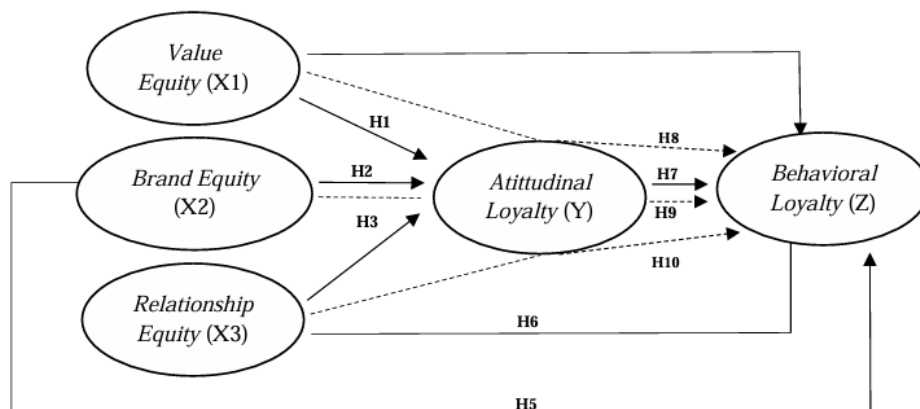 Value
Equity (X1)
H1
H8
Brand Equity
(X2)
H2
Atittudinal
Loyalty (Y)
H7
Behavioral
Loyalty (Z)
H9
H3
H10
Relationship
Equity (X3)
H6
H5